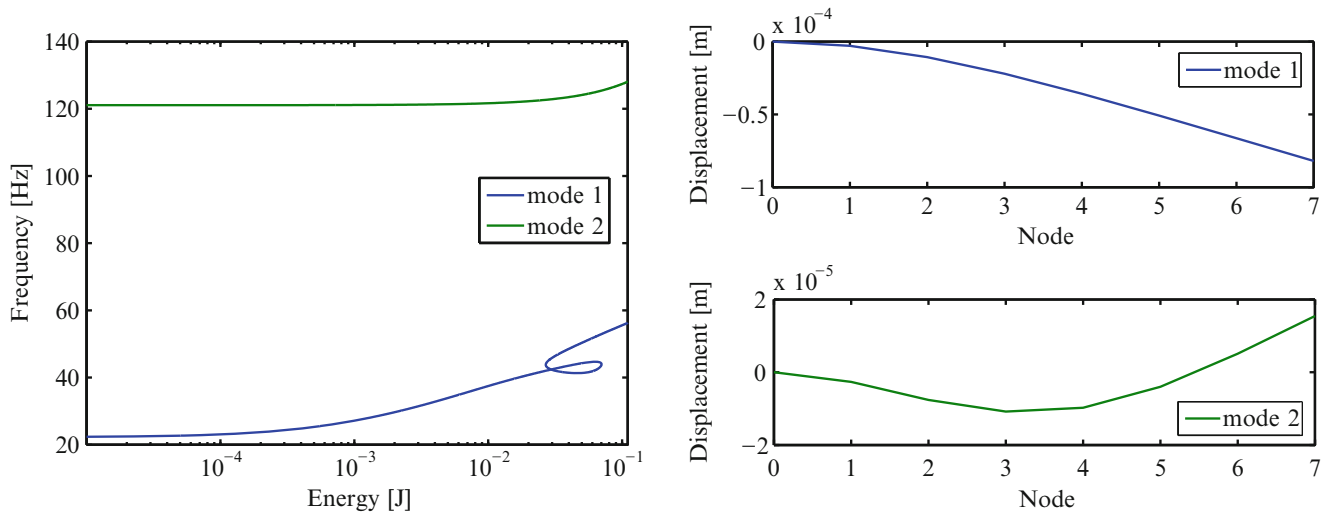 140
120
100
80
60
40
20
Frequency [Hz]
10^-4
10^-3
10^-2
10^-1
Energy [J]
mode 1
mode 2
x 10^-4
0
−0.5
−1
Displacement [m]
0 1 2 3 4 5 6 7
Node
mode 1
x 10^-5
2
0
−2
Displacement [m]
0 1 2 3 4 5 6 7
Node
mode 2